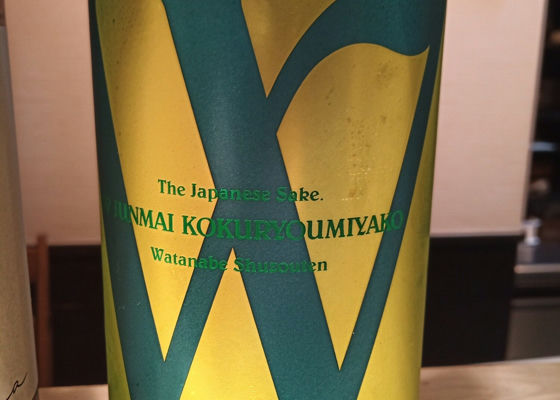 W
The Japanese Sake.
JUNMAI KOKURYOUMIYAKO
Watanabe Shuzouten